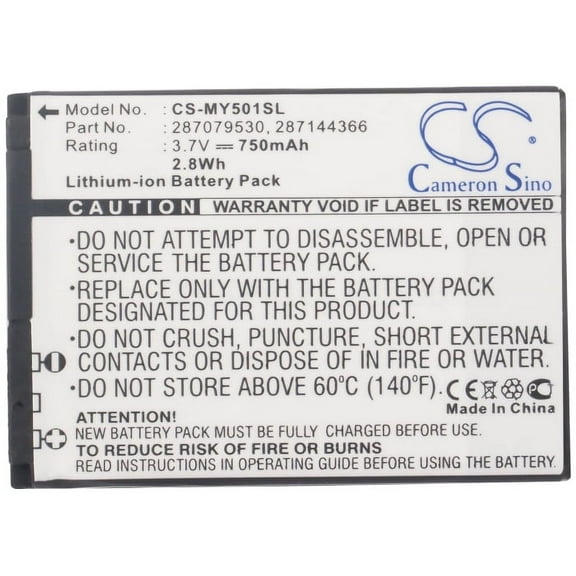 Model No. : CS-MY501SL
Part No. : 287079530, 287144366
Rating : 3.7V 750mAh
2.8Wh
Lithium-ion Battery Pack
CS
Cameron Sino
CAUTION WARRANTY VOID IF LABEL IS REMOVED
•DO NOT ATTEMPT TO DISASSEMBLE, OPEN OR
SERVICE THE BATTERY PACK.
•REPLACE ONLY WITH THE BATTERY PACK
DESIGNATED FOR YOUR PRODUCT
•DO NOT CRUSH, PUNCTURE, SHORT EXTERNAL
CONTACTS OR DISPOSE OF IN FIRE OR WATER.
•DO NOT STORE ABOVE 60°C (140°F).
CE
Made In China
ATTENTION!
NEW BATTERY PACK MUST BE FULLY CHARGED BEFORE USE.
TO REDUCE RISK OF FIRE OR BURNS
READ INSTRUCTIONS OF OPERATING GUIDE BEFORE USING.